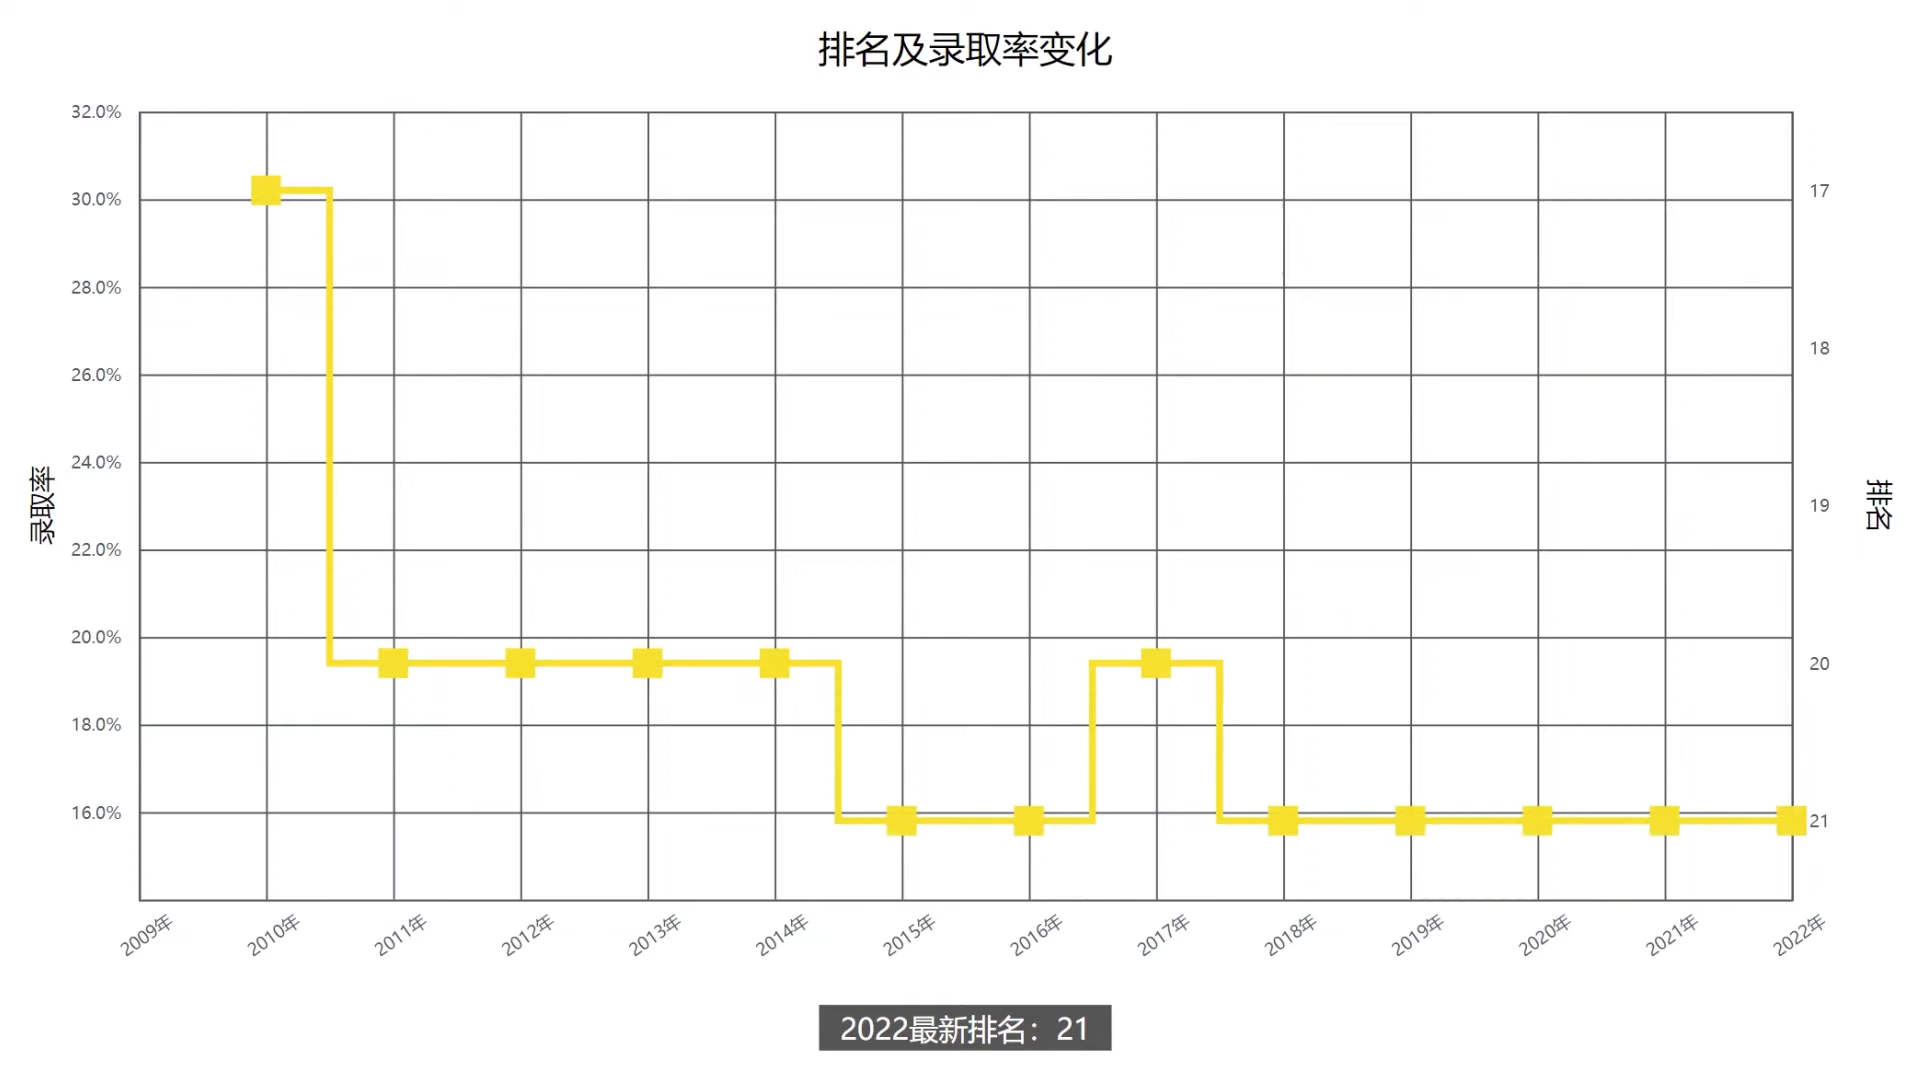 排名及录取率变化
32.0%
30.0%
28.0%
26.0%
24.0%
22.0%
20.0%
18.0%
16.0%
录取率
17
18
19
20
21
排名
2009年
2010年
2011年
2012年
2013年
2014年
2015年
2016年
2017年
2018年
2019年
2020年
2021年
2022年
2022最新排名：21